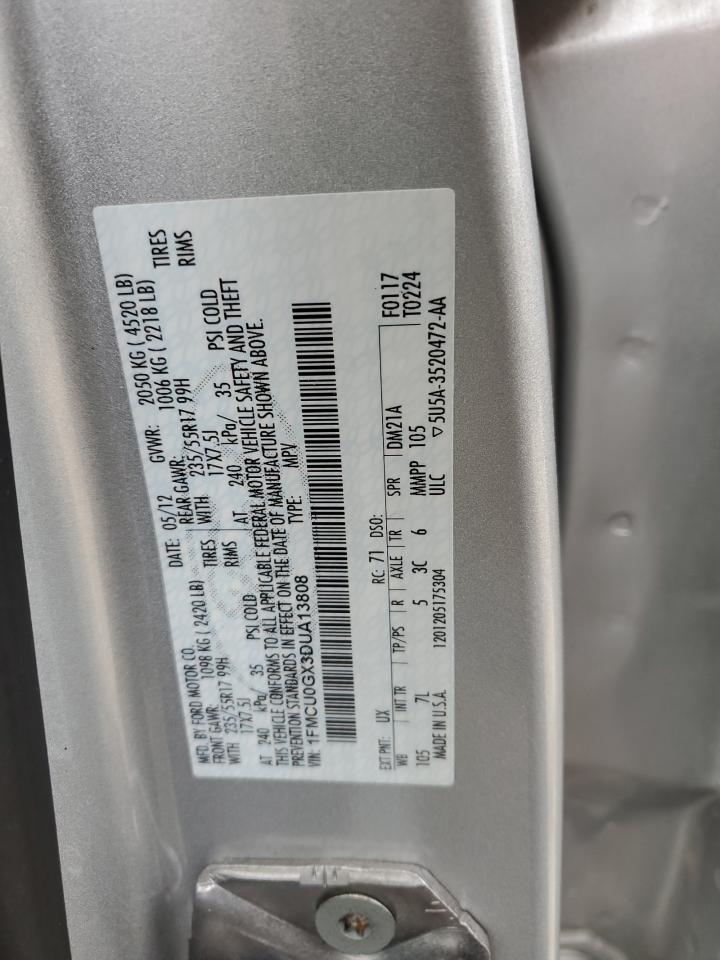 MFD. BY FORD MOTOR CO. DATE: 05/12 GVWR: 2050 KG ( 4520 LB)
FRONT GAWR: 1098 KG ( 2420 LB) REAR GAWR: 1006 KG ( 2218 LB)
WITH 235/55R17 99H TIRES WITH 235/55R17 99H TIRES
17X7.5J RIMS 17X7.5J RIMS
AT 240 kPa/ 35 PSI COLD AT 240 kPa/ 35 PSI COLD
THIS VEHICLE CONFORMS TO ALL APPLICABLE FEDERAL MOTOR VEHICLE SAFETY AND THEFT
PREVENTION STANDARDS IN EFFECT ON THE DATE OF MANUFACTURE SHOWN ABOVE.
VIN: 1FMCU0GX3DUA13808 TYPE: MPV
F0117
T0224
EXT PNT: UX RC: 71 DSO:
WB INT TR TP/PS R AXLE TR SPR DM21A
105 7L 5 3C 6 MMPP 105
MADE IN U.S.A. 1201205175304 ULC ▽5U5A-3520472-AA